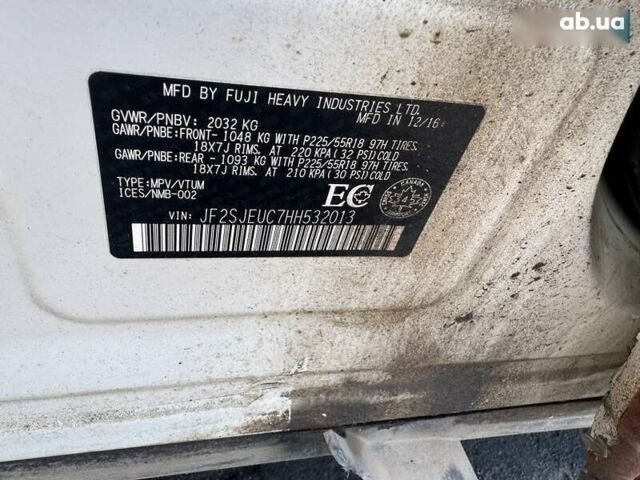 ab.ua
MFD BY FUJI HEAVY INDUSTRIES LTD.
MFD IN 12/16
GVWR/PNBV: 2032 KG
GAWR/PNBE:FRONT- 1048 KG WITH P225/55R18 97H TIRES.
18X7J RIMS. AT 220 KPA(32 PSI)COLD
GAWR/PNBE:REAR - 1093 KG WITH P225/55R18 97H TIRES.
18X7J RIMS. AT 210 KPA(30 PSI)COLD
TYPE:MPV/VTUM
ICES/NMB-002
EC
CANADA
VIN: JF2SJEUC7HH532013